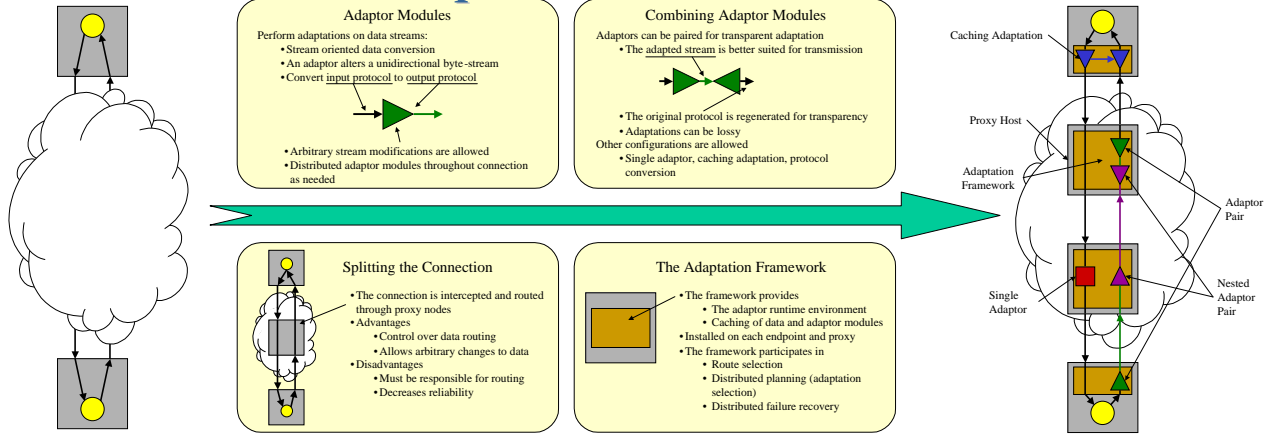 Adaptor Modules
Perform adaptations on data streams:
•Stream oriented data conversion
•An adaptor alters a unidirectional byte-stream
•Convert input protocol to output protocol
•Arbitrary stream modifications are allowed
•Distributed adaptor modules throughout connection
as needed
Combining Adaptor Modules
Adaptors can be paired for transparent adaptation
•The adapted stream is better suited for transmission
•The original protocol is regenerated for transparency
•Adaptations can be lossy
Other configurations are allowed
•Single adaptor, caching adaptation, protocol
conversion
Splitting the Connection
•The connection is intercepted and routed
through proxy nodes
•Advantages
•Control over data routing
•Allows arbitrary changes to data
•Disadvantages
•Must be responsible for routing
•Decreases reliability
The Adaptation Framework
•The framework provides
•The adaptor runtime environment
•Caching of data and adaptor modules
•Installed on each endpoint and proxy
•The framework participates in
•Route selection
•Distributed planning (adaptation
selection)
•Distributed failure recovery
Caching Adaptation
Proxy Host
Adaptation
Framework
Adaptor
Pair
Single
Adaptor
Nested
Adaptor
Pair